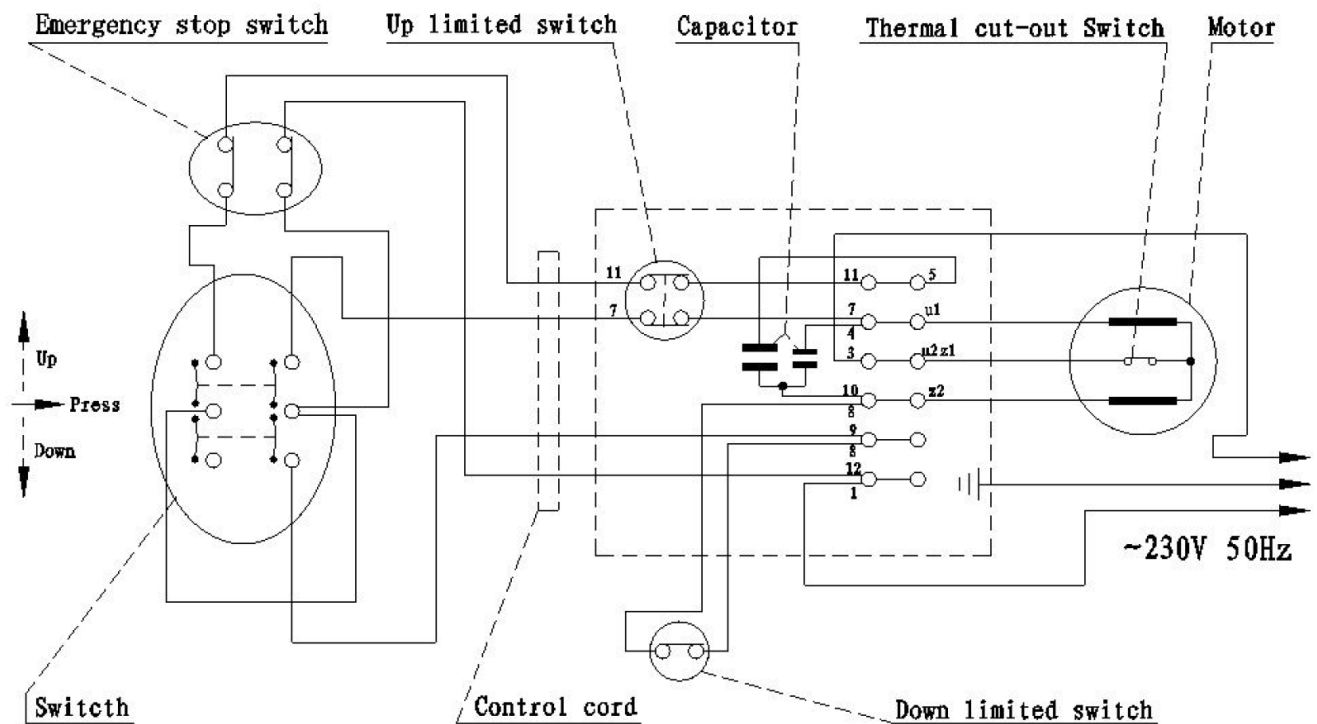 Emergency stop switch
Up limited switch
Capacitor
Thermal cut-out Switch
Motor
11
11
5
7
7
u1
4
3
u2z1
Up
10
z2
Press
8
9
Down
8
12
1
~230V 50Hz
Switcth
Control cord
Down limited switch